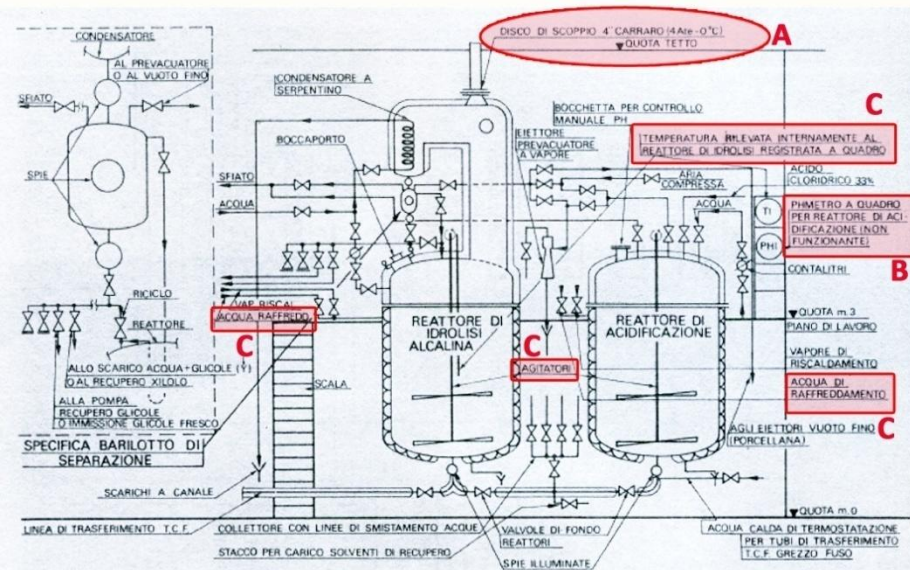 CONDENSATORE
AL PREVACUATORE
O AL VUOTO FINO
SFIATO
SPIE
RICICLO
REATTORE
ALLO SCARICO ACQUA+GLICOLE (Ŷ)
O AL RECUPERO XILOLO
ALLA POMPA
RECUPERO GLICOLE
O IMMISSIONE GLICOLE FRESCO
SPECIFICA BARILOTTO DI
SEPARAZIONE
DISCO DI SCOPPIO 4" CARRARO (4 Ate-0°C)
QUOTA TETTO
A
CONDENSATORE A
SERPENTINO
BOCCAPORTO
SFIATO
ACQUA
EIETTORE
PREVACUATORE
A VAPORE
BOCCHETTA PER CONTROLLO
MANUALE PH
C
TEMPERATURA RILEVATA INTERNAMENTE AL
REATTORE DI IDROLISI REGISTRATA A QUADRO
ARIA
COMPRESSA
ACIDO
CLORIDRICO 33%
ACQUA
TI
PHI
PHMETRO A QUADRO
PER REATTORE DI ACI-
DIFICAZIONE (NON
FUNZIONANTE)
B
CONTALITRI
VAP RISCAL
ACQUA RAFFREDO
C
REATTORE DI
IDROLISI
ALCALINA
REATTORE DI
ACIDIFICAZIONE
C
AGITATORI
QUOTA m.3
PIANO DI LAVORO
VAPORE DI
RISCALDAMENTO
ACQUA DI
RAFFREDDAMENTO
C
SCALA
AGLI EIETTORI VUOTO FINO
(PORCELLANA)
SCARICHI A CANALE
QUOTA m.0
LINEA DI TRASFERIMENTO T.C.F.
COLLETTORE CON LINEE DI SMISTAMENTO ACQUE
STACCO PER CARICO SOLVENTI DI RECUPERO
VALVOLE DI FONDO
REATTORI
SPIE ILLUMINATE
ACQUA CALDA DI TERMOSTATAZIONE
PER TUBI DI TRASFERIMENTO
T.C.F. GREZZO FUSO